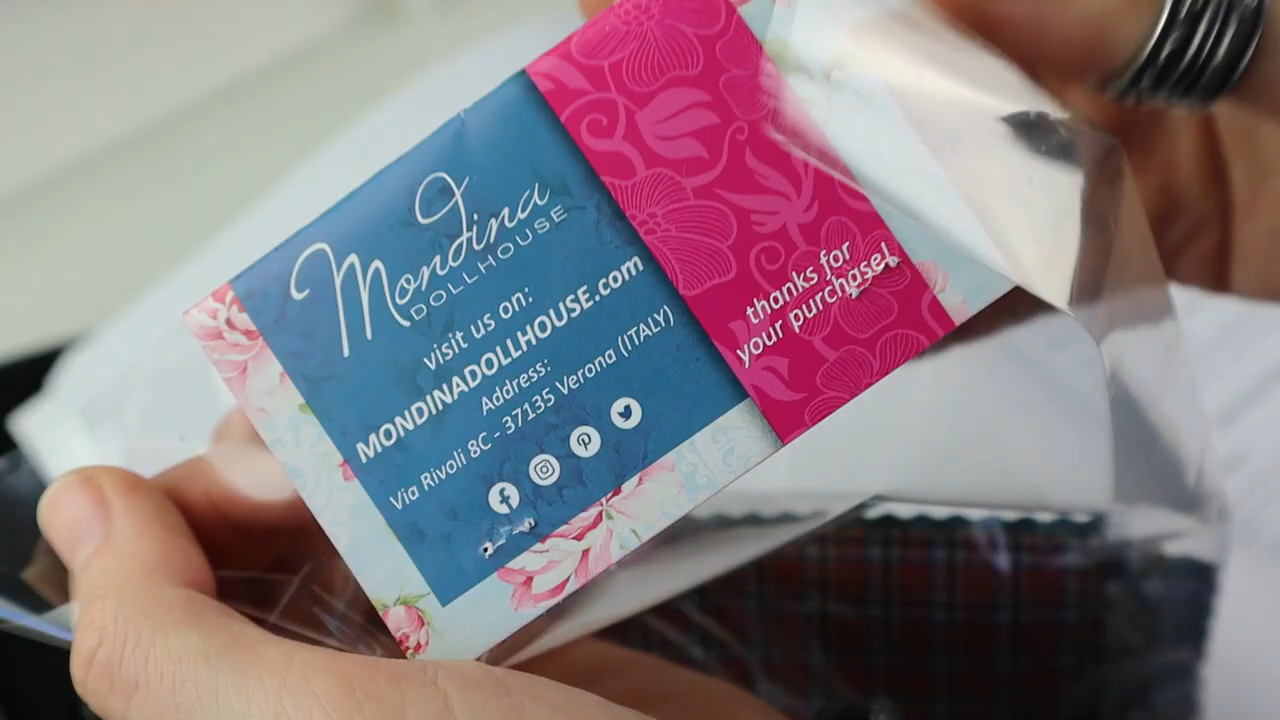 Mondina
DOLLHOUSE
visit us on:
MONDINADOLLHOUSE.com
Address:
Via Rivoli 8C - 37135 Verona (ITALY)
thanks for
your purchase!